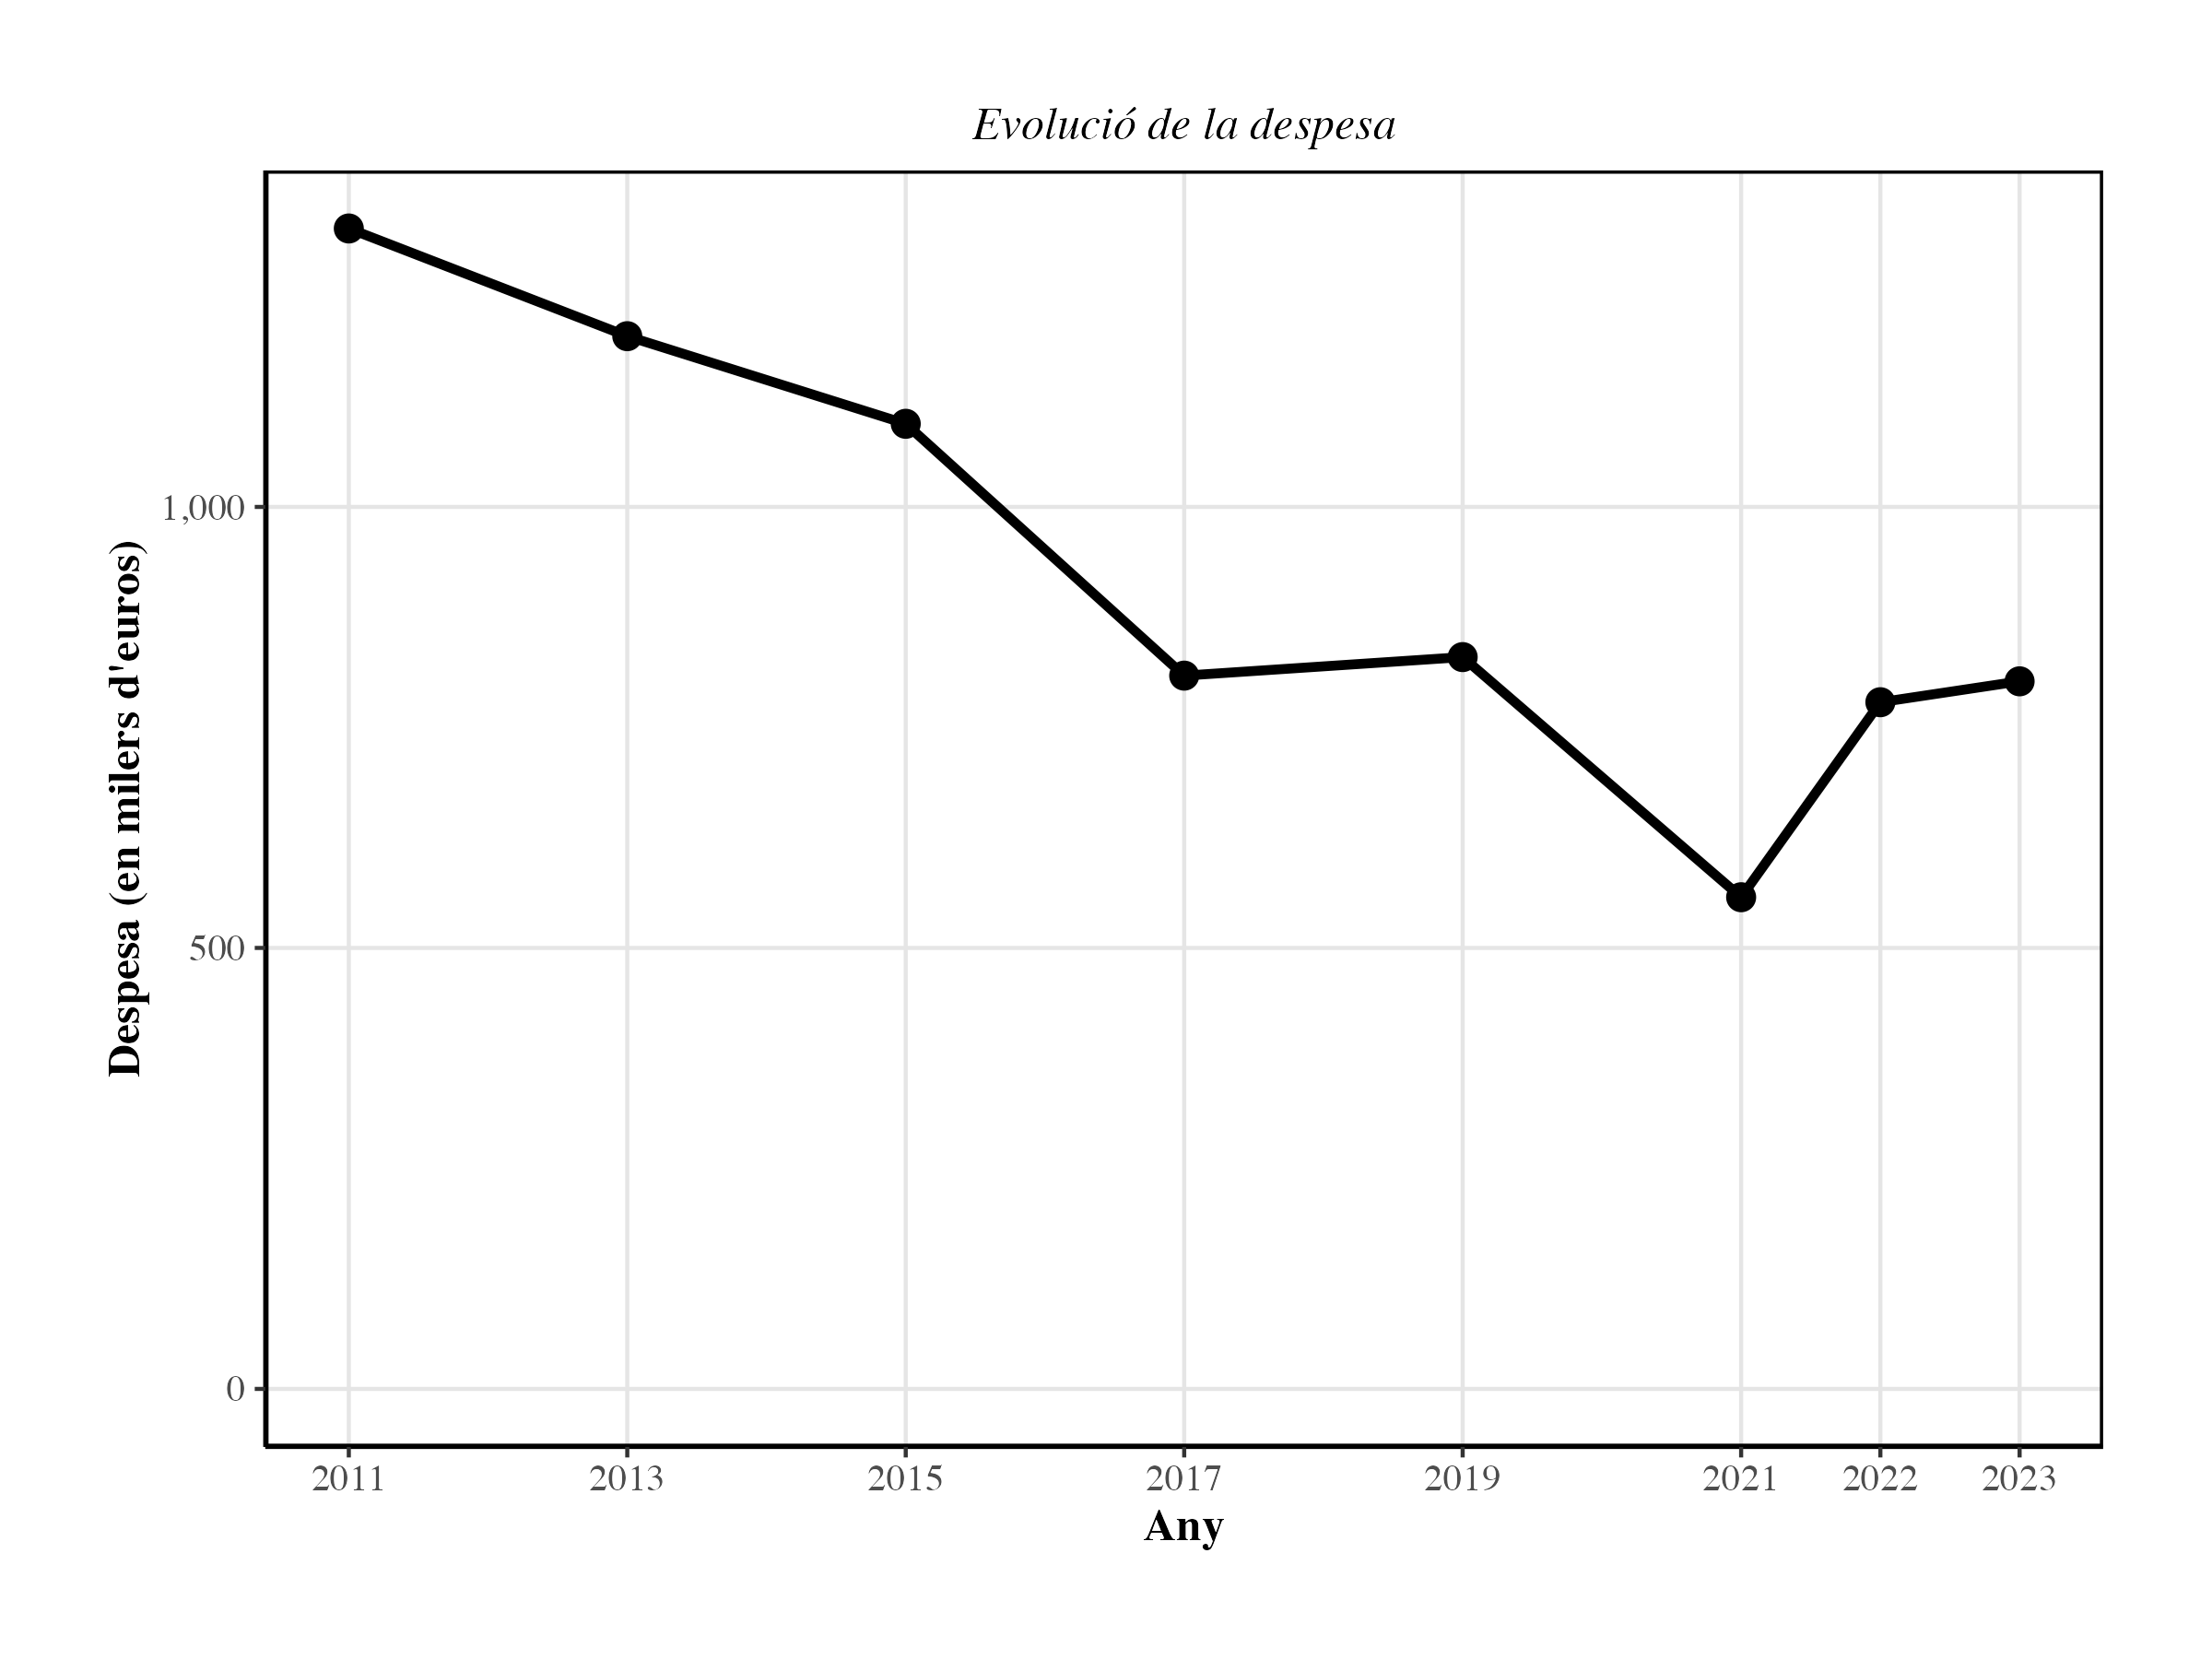 Evolució de la despesa
Despesa (en milers d'euros)
1,000
500
0
2011 2013 2015 2017 2019 2021 2022 2023
Any